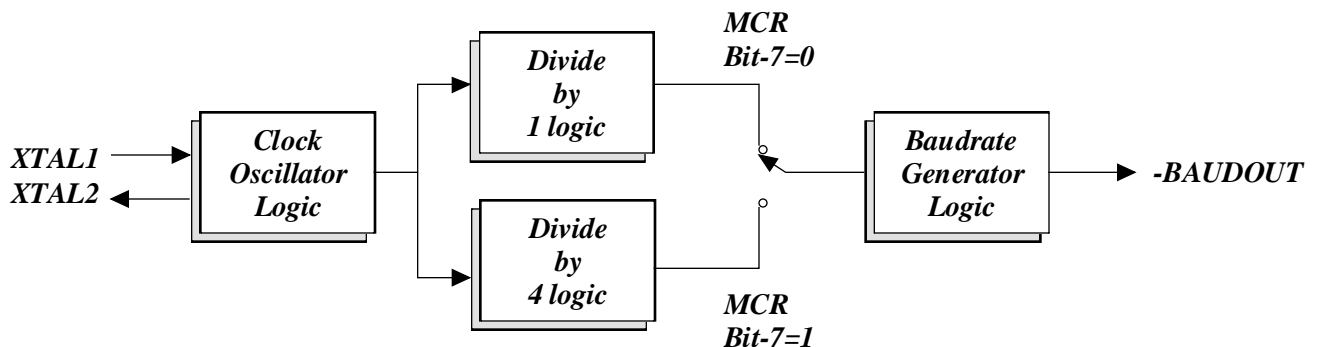 MCR
Bit-7=0
Divide
by
1 logic
Clock
Oscillator
Logic
XTAL1
XTAL2
Baudrate
Generator
Logic
-BAUDOUT
Divide
by
4 logic
MCR
Bit-7=1